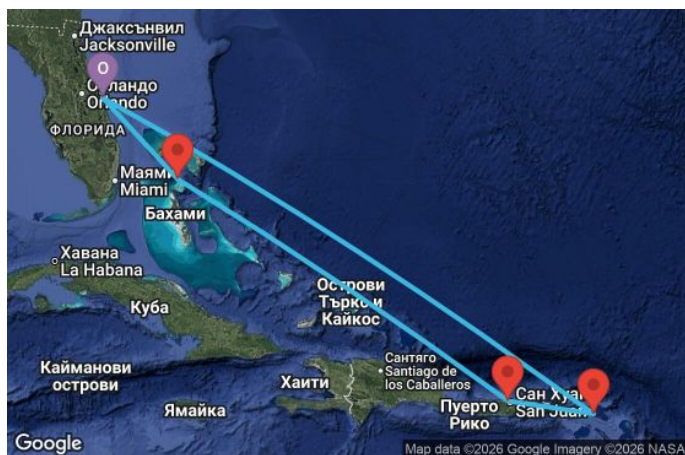 Джаксънвил
Jacksonville
O
Орландо
Orlando
ФЛОРИДА
Маями
Miami
Бахами
Хавана
La Habana
Острови
Търк и
Кайкос
Куба
Кайманови
острови
Сантяго
Santiago de
los Caballeros
Хаити
Сан Хуан
San Juan
Ямайка
Пуерто
Рико
Google
Map data ©2026 Google Imagery ©2026 NASA